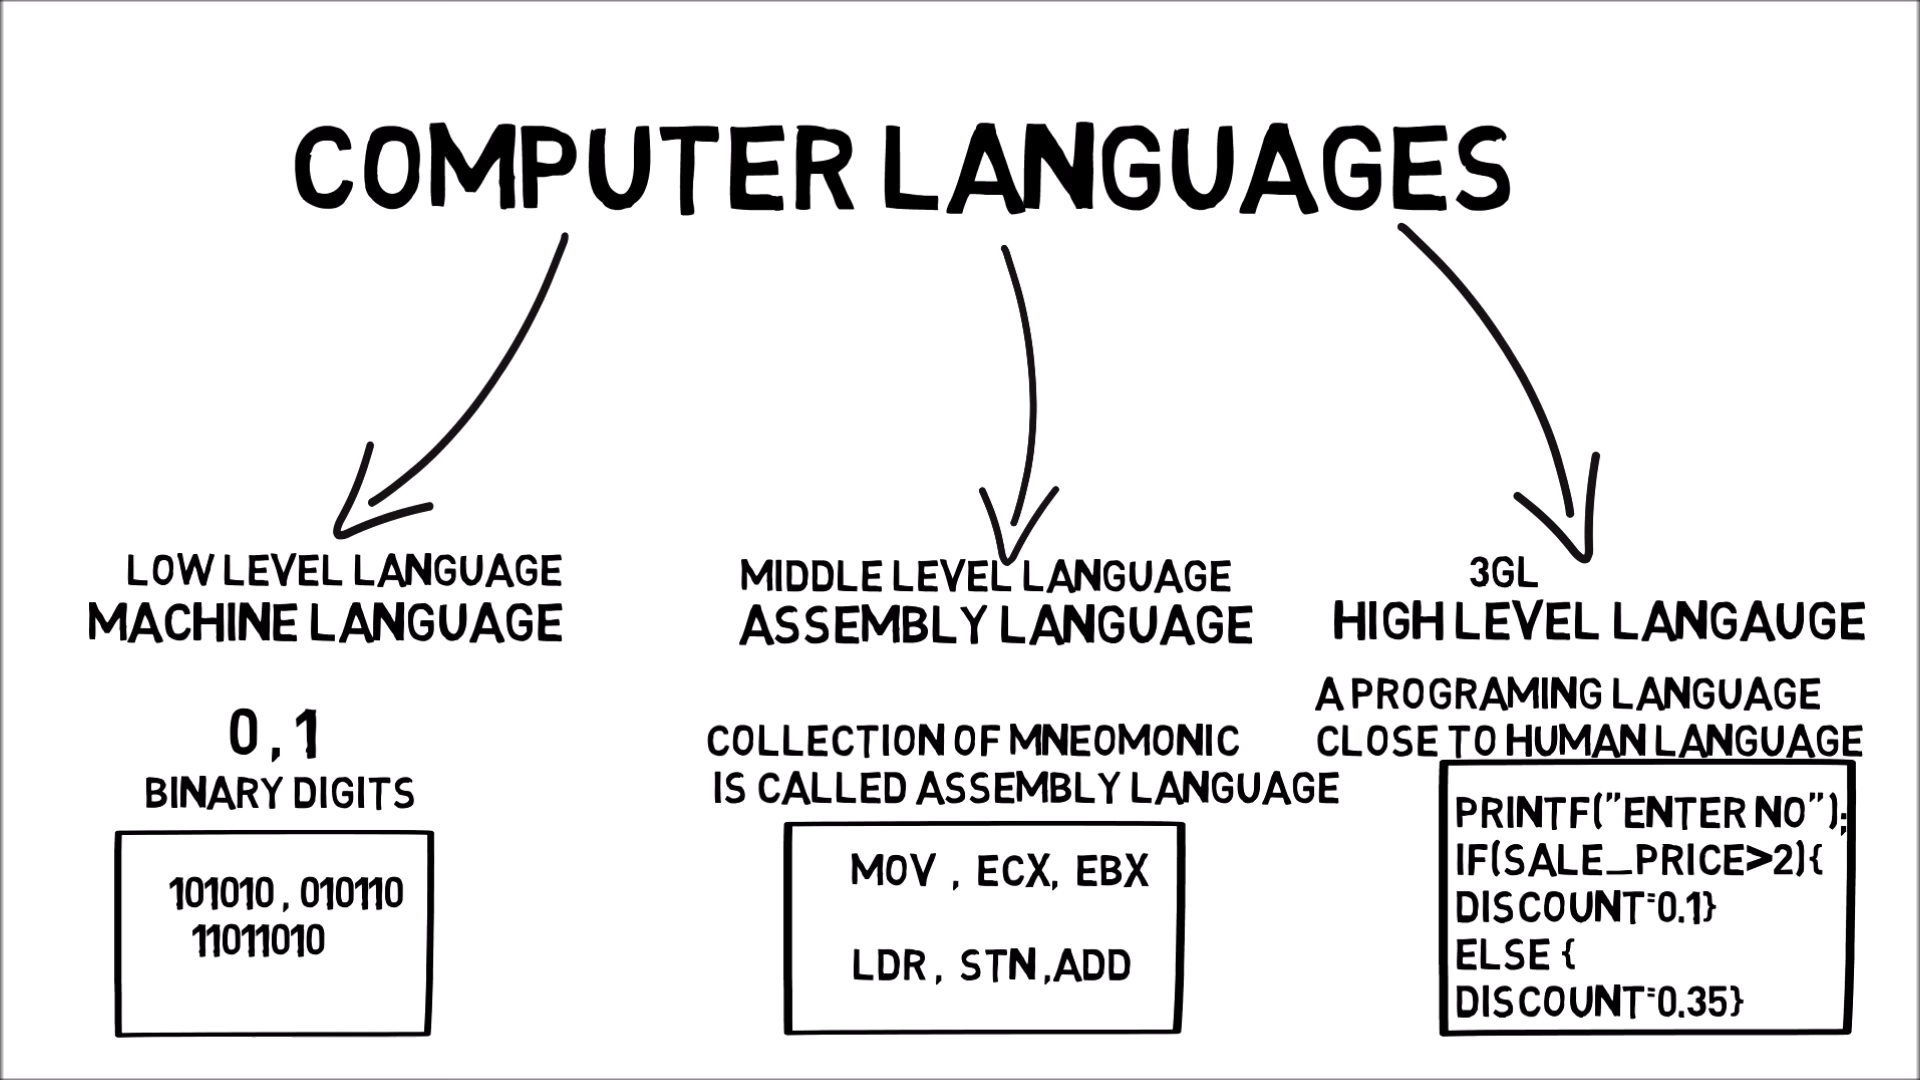 COMPUTER LANGUAGES
LOW LEVEL LANGUAGE
MACHINE LANGUAGE
0 , 1
BINARY DIGITS
101010 , 010110
11011010
MIDDLE LEVEL LANGUAGE
ASSEMBLY LANGUAGE
COLLECTION OF MNEOMONIC
IS CALLED ASSEMBLY LANGUAGE
MOV , ECX, EBX
LDR , STN ,ADD
3GL
HIGH LEVEL LANGAUGE
A PROGRAMING LANGUAGE
CLOSE TO HUMAN LANGUAGE
PRINTF("ENTER NO");
IF(SALE_PRICE>2){
DISCOUNT=0.1}
ELSE {
DISCOUNT=0.35}